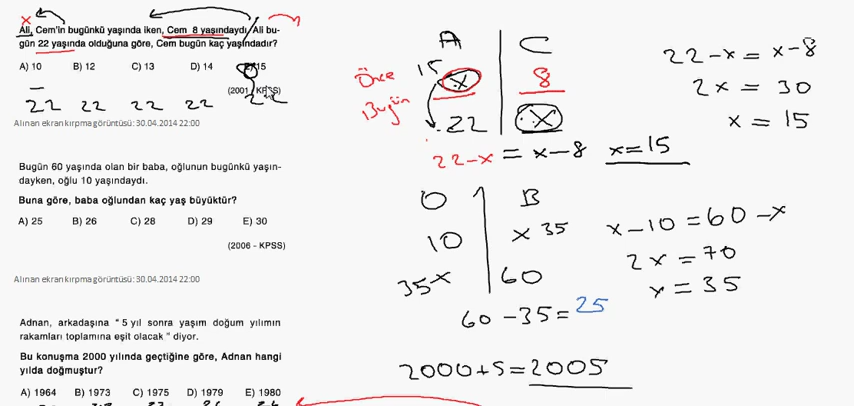 Ali, Cem'in bugünkü yaşında iken, Cem 8 yaşındaydı. Ali bu-
gün 22 yaşında olduğuna göre, Cem bugün kaç yaşındadır?
A) 10 B) 12 C) 13 D) 14 E) 15
(2001 / KPSS)
22 22 22 22 22
Alınan ekran kırpma görüntüsü: 30.04.2014 22:00
Bugün 60 yaşında olan bir baba, oğlunun bugünkü yaşın-
dayken, oğlu 10 yaşındaydı.
Buna göre, baba oğlundan kaç yaş büyüktür?
A) 25 B) 26 C) 28 D) 29 E) 30
(2006 - KPSS)
Alınan ekran kırpma görüntüsü: 30.04.2014 22:00
Adnan, arkadaşına " 5 yıl sonra yaşım doğum yılımın
rakamları toplamına eşit olacak " diyor.
Bu konuşma 2000 yılında geçtiğine göre, Adnan hangi
yılda doğmuştur?
A) 1964 B) 1973 C) 1975 D) 1979 E) 1980
A C
Önce 15 x 8
Bugün 22 x
22-x = x-8 x=15
22-x = x-8
2x = 30
x = 15
O B
10 x 35
35 x 60
60 -35= 25
x-10 =60 -x
2x = 70
x = 35
2000+5=2005